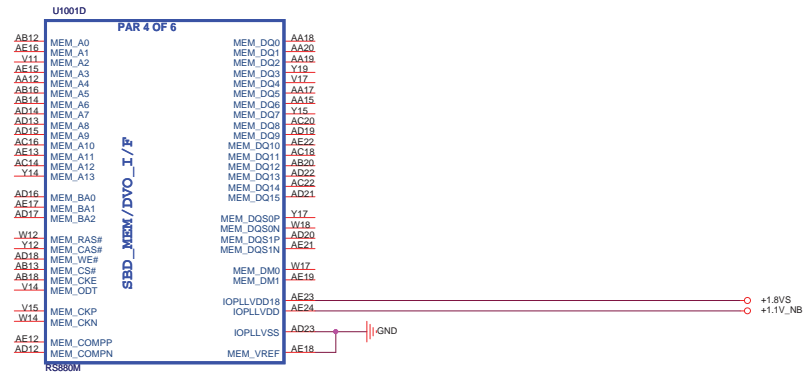 U1001D
PAR 4 OF 6
AB12 MEM_A0 MEM_DQ0 AA18
AE16 MEM_A1 MEM_DQ1 AA20
V11 MEM_A2 MEM_DQ2 AA19
AE15 MEM_A3 MEM_DQ3 Y19
AA12 MEM_A4 MEM_DQ4 V17
AB16 MEM_A5 MEM_DQ5 AA17
AB14 MEM_A6 MEM_DQ6 AA15
AD14 MEM_A7 MEM_DQ7 Y15
AD13 MEM_A8 MEM_DQ8 AC20
AD15 MEM_A9 MEM_DQ9 AD19
AC16 MEM_A10 MEM_DQ10 AE22
AE13 MEM_A11 MEM_DQ11 AC18
AC14 MEM_A12 MEM_DQ12 AB20
Y14 MEM_A13 MEM_DQ13 AD22
MEM_DQ14 AC22
AD16 MEM_BA0 MEM_DQ15 AD21
AE17 MEM_BA1
AD17 MEM_BA2 MEM_DQS0P Y17
MEM_DQS0N W18
W12 MEM_RAS# MEM_DQS1P AD20
Y12 MEM_CAS# MEM_DQS1N AE21
AD18 MEM_WE#
AB13 MEM_CS# MEM_DM0 W17
AB18 MEM_CKE MEM_DM1 AE19
V14 MEM_ODT
IOPLLVDD18 AE23 +1.8VS
V15 MEM_CKP IOPLLVDD AE24 +1.1V_NB
W14 MEM_CKN
IOPLLVSS AD23 GND
AE12 MEM_COMPP
AD12 MEM_COMPN MEM_VREF AE18
SBD_MEM/DVO_I/F
RS880M